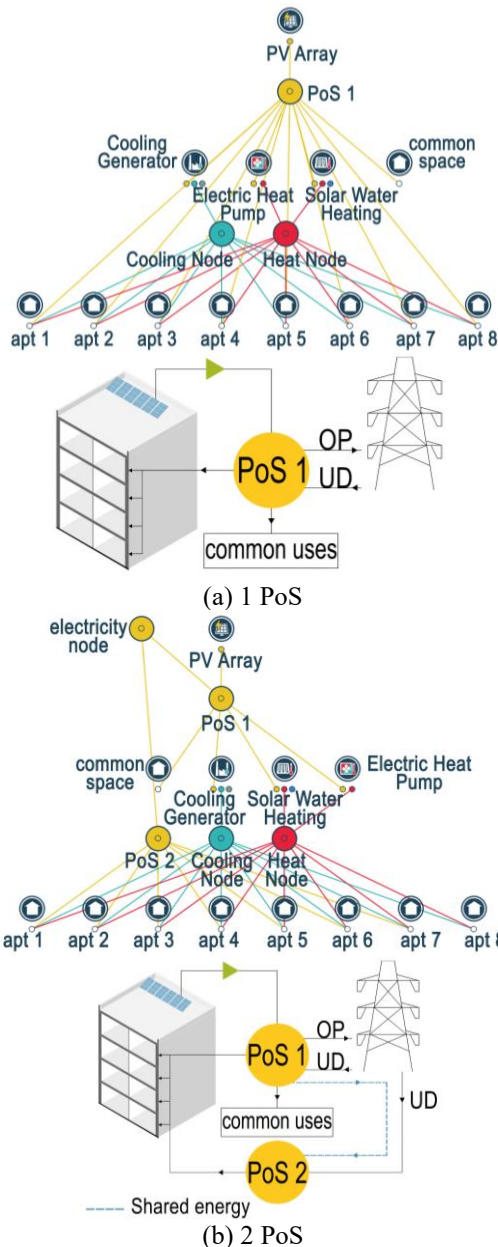 PV Array
PoS 1
Cooling
Generator
common
space
Electric Heat
Pump
Solar Water
Heating
Cooling Node
Heat Node
apt 1
apt 2
apt 3
apt 4
apt 5
apt 6
apt 7
apt 8
PoS 1
OP
UD
common uses
(a) 1 PoS
electricity
node
PV Array
PoS 1
common
space
Electric Heat
Pump
Cooling
Generator
Solar Water
Heating
PoS 2
Cooling
Node
Heat
Node
apt 1
apt 2
apt 3
apt 4
apt 5
apt 6
apt 7
apt 8
PoS 1
OP
UD
UD
common uses
PoS 2
Shared energy
(b) 2 PoS